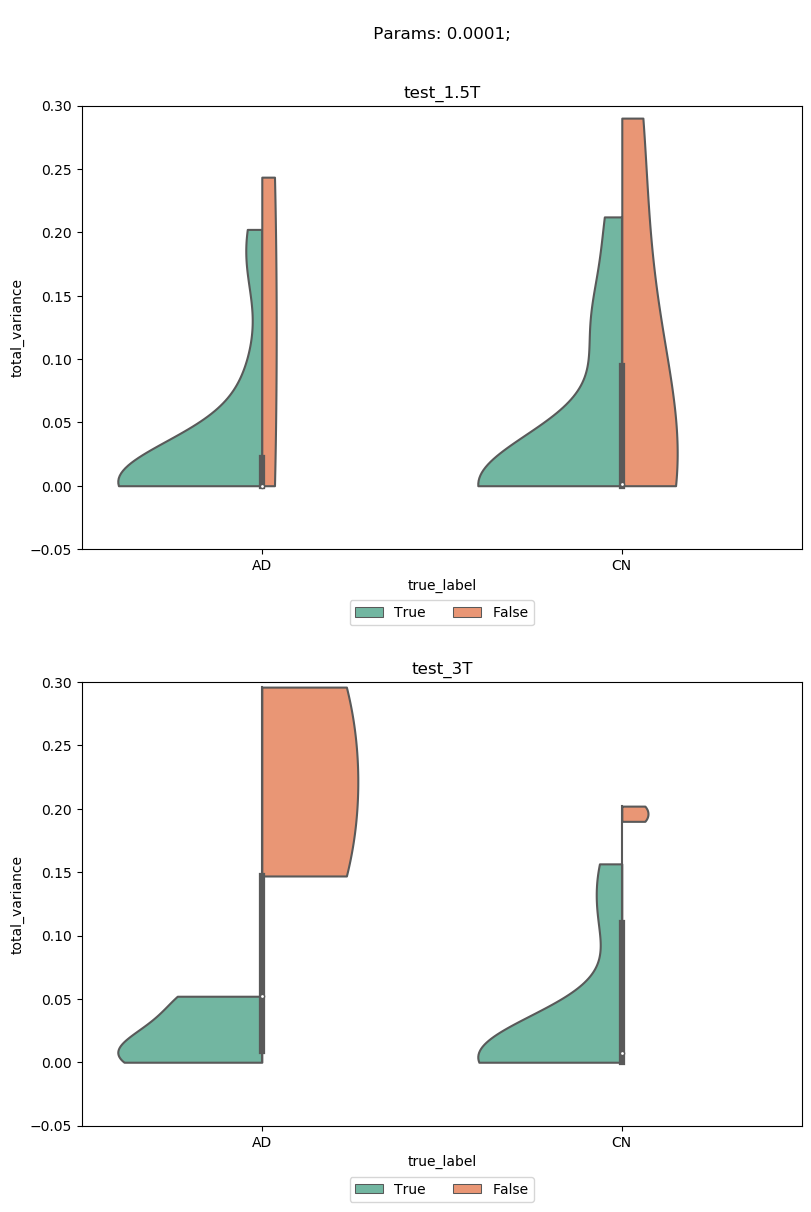 Params: 0.0001;
test_1.5T
0.30
0.25
0.20
0.15
0.10
0.05
0.00
−0.05
total_variance
AD CN
true_label
True False
test_3T
0.30
0.25
0.20
0.15
0.10
0.05
0.00
−0.05
total_variance
AD CN
true_label
True False